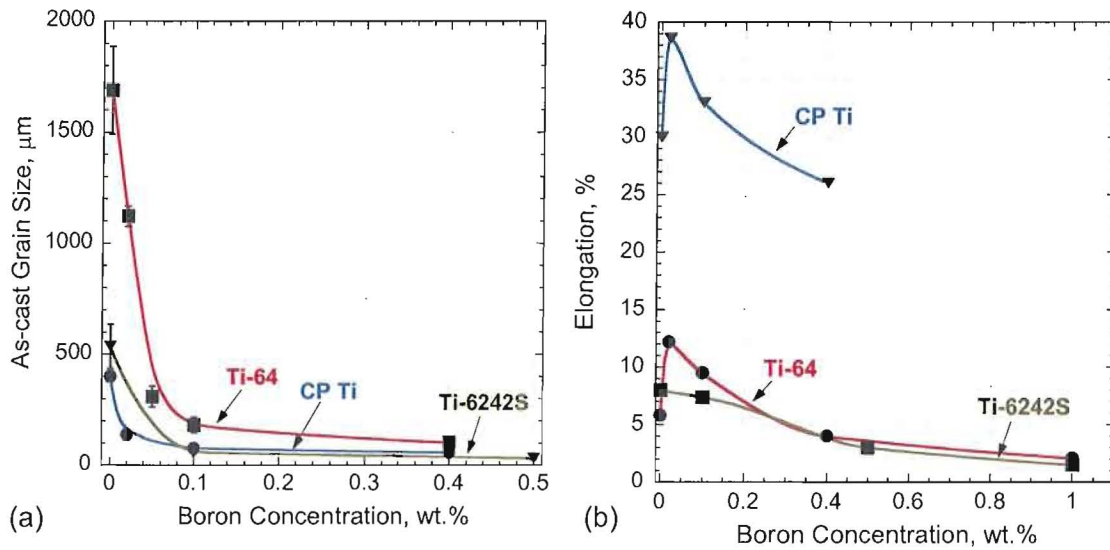 2000
1500
1000
500
0
As-cast Grain Size, μm
Ti-64
CP Ti
Ti-6242S
0 0.1 0.2 0.3 0.4 0.5
Boron Concentration, wt.%
(a)
40
35
30
25
20
15
10
5
0
Elongation, %
CP Ti
Ti-64
Ti-6242S
0 0.2 0.4 0.6 0.8 1
Boron Concentration, wt.%
(b)